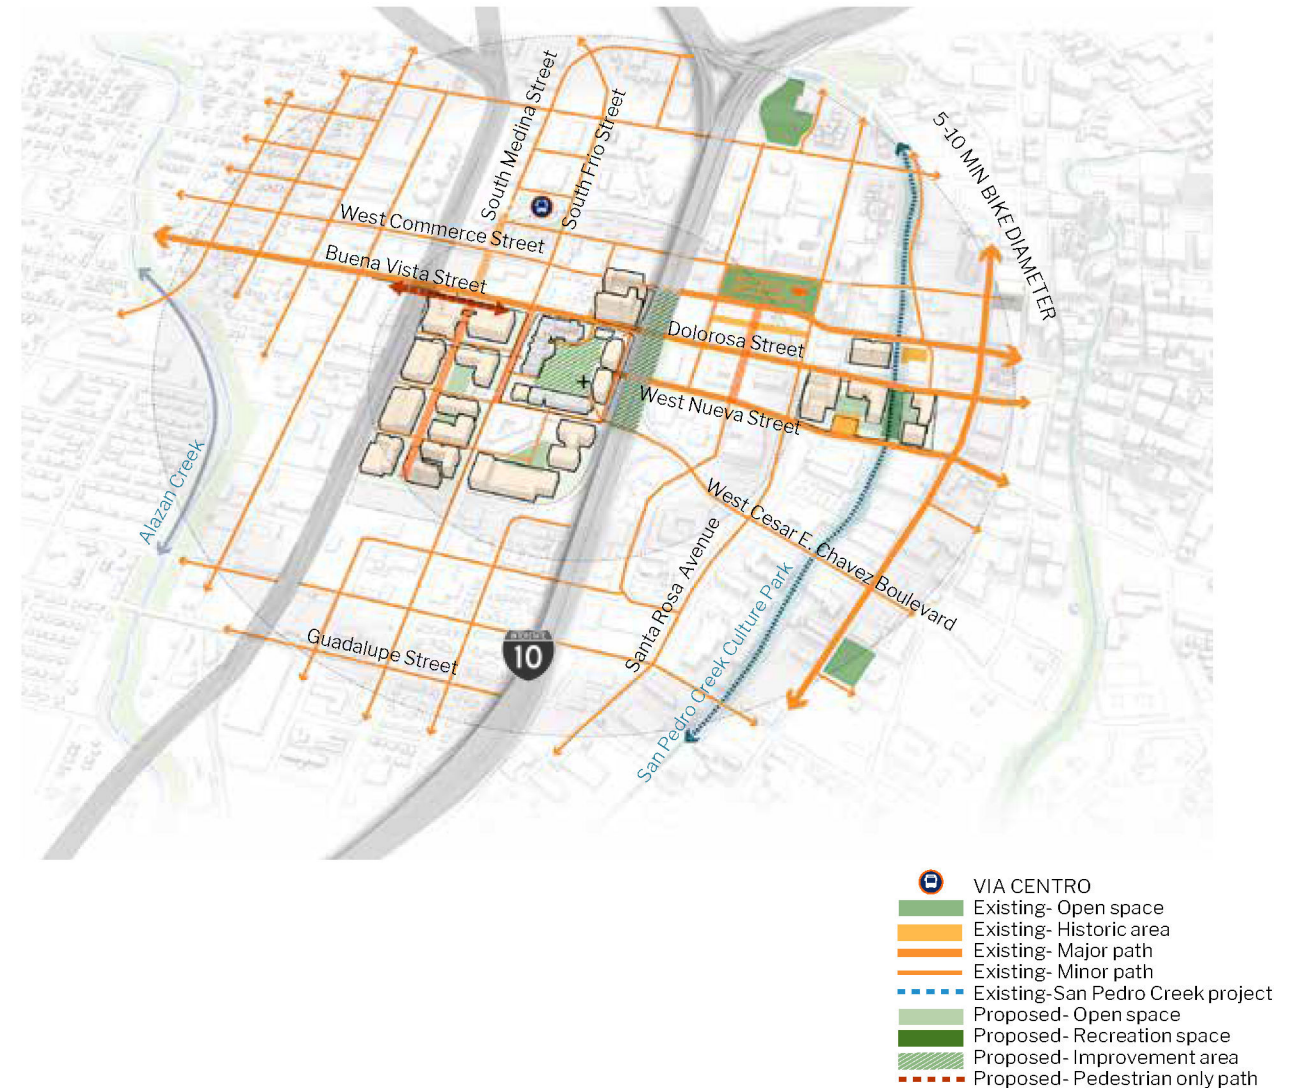 South Medina Street
South Frio Street
5-10 MIN BIKE DIAMETER
West Commerce Street
Buena Vista Street
Dolorosa Street
West Nueva Street
Alazan Creek
West Cesar E. Chavez Boulevard
Santa Rosa Avenue
San Pedro Creek Culture Park
Guadalupe Street
10
VIA CENTRO
Existing- Open space
Existing- Historic area
Existing- Major path
Existing- Minor path
Existing-San Pedro Creek project
Proposed- Open space
Proposed- Recreation space
Proposed- Improvement area
Proposed- Pedestrian only path